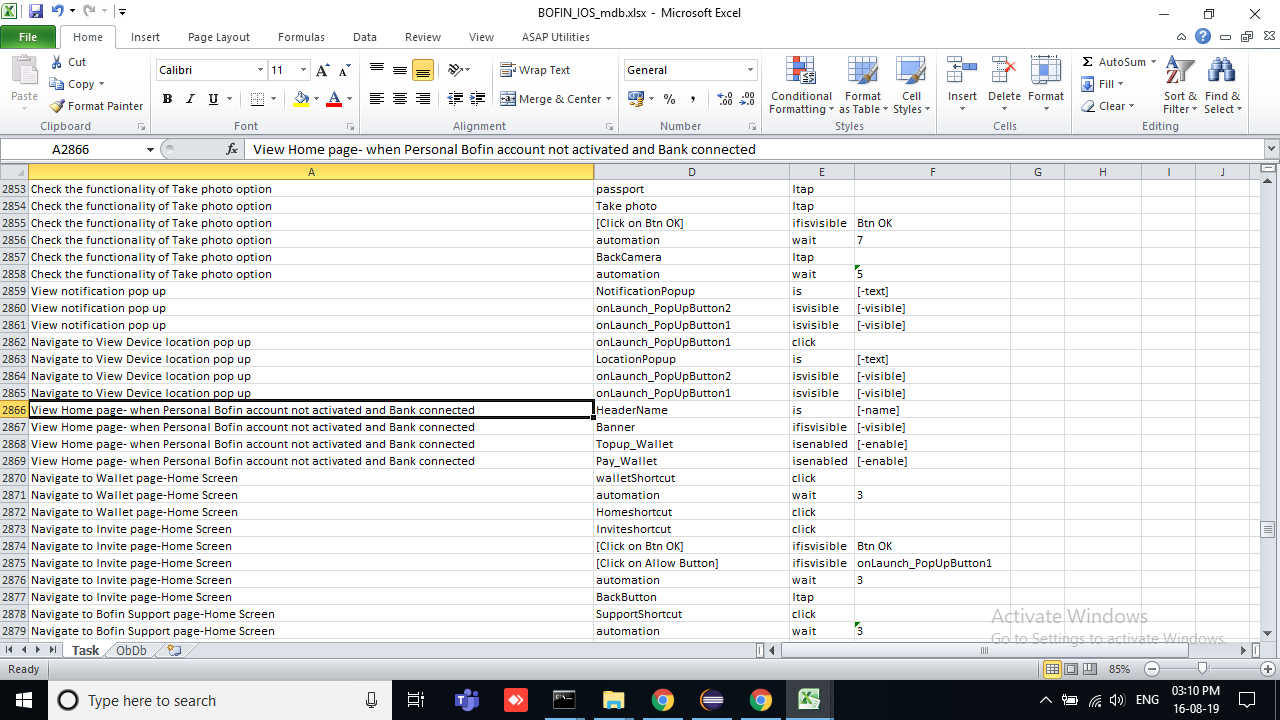 BOFIN_IOS_mdb.xlsx - Microsoft Excel
File Home Insert Page Layout Formulas Data Review View ASAP Utilities
Paste Cut Copy Format Painter Clipboard
Calibri 11 B I U Font
Wrap Text Merge & Center Alignment
General % , Number
Conditional Formatting Format as Table Cell Styles Styles
Insert Delete Format Cells
AutoSum Fill Clear Sort & Filter Find & Select Editing
A2866 fx View Home page- when Personal Bofin account not activated and Bank connected
A D E F G H I J
2853 Check the functionality of Take photo option passport ltap
2854 Check the functionality of Take photo option Take photo ltap
2855 Check the functionality of Take photo option [Click on Btn OK] ifisvisible Btn OK
2856 Check the functionality of Take photo option automation wait 7
2857 Check the functionality of Take photo option BackCamera ltap
2858 Check the functionality of Take photo option automation wait 5
2859 View notification pop up NotificationPopup is [-text]
2860 View notification pop up onLaunch_PopUpButton2 isvisible [-visible]
2861 View notification pop up onLaunch_PopUpButton1 isvisible [-visible]
2862 Navigate to View Device location pop up onLaunch_PopUpButton1 click
2863 Navigate to View Device location pop up LocationPopup is [-text]
2864 Navigate to View Device location pop up onLaunch_PopUpButton2 isvisible [-visible]
2865 Navigate to View Device location pop up onLaunch_PopUpButton1 isvisible [-visible]
2866 View Home page- when Personal Bofin account not activated and Bank connected HeaderName is [-name]
2867 View Home page- when Personal Bofin account not activated and Bank connected Banner ifisvisible [-visible]
2868 View Home page- when Personal Bofin account not activated and Bank connected Topup_Wallet isenabled [-enable]
2869 View Home page- when Personal Bofin account not activated and Bank connected Pay_Wallet isenabled [-enable]
2870 Navigate to Wallet page-Home Screen walletShortcut click
2871 Navigate to Wallet page-Home Screen automation wait 3
2872 Navigate to Wallet page-Home Screen Homeshortcut click
2873 Navigate to Invite page-Home Screen Inviteshortcut click
2874 Navigate to Invite page-Home Screen [Click on Btn OK] ifisvisible Btn OK
2875 Navigate to Invite page-Home Screen [Click on Allow Button] ifisvisible onLaunch_PopUpButton1
2876 Navigate to Invite page-Home Screen automation wait 3
2877 Navigate to Invite page-Home Screen BackButton ltap
2878 Navigate to Bofin Support page-Home Screen SupportShortcut click
2879 Navigate to Bofin Support page-Home Screen automation wait 3
Activate Windows
Go to Settings to activate Windows.
Task ObDb
Ready 85%
Type here to search ENG 03:10 PM
16-08-19